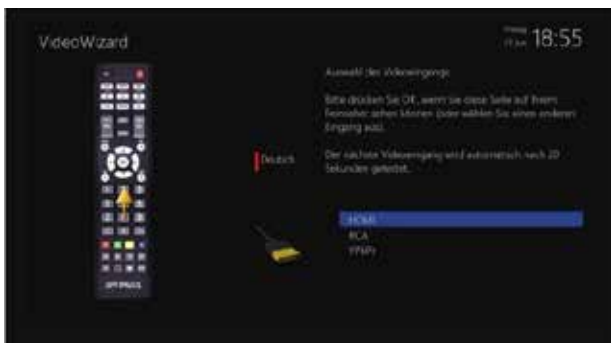 VideoWizard
18:55
Auswahl des Videoeingangs
Bitte drücken Sie OK, wenn Sie diese Seite auf Ihrem
Fernseher sehen können (oder wählen Sie einen anderen
Eingang aus).
Der nächste Videoeingang wird automatisch nach 20
Sekunden getestet.
Deutsch
HDMI
RCA
YPbPr